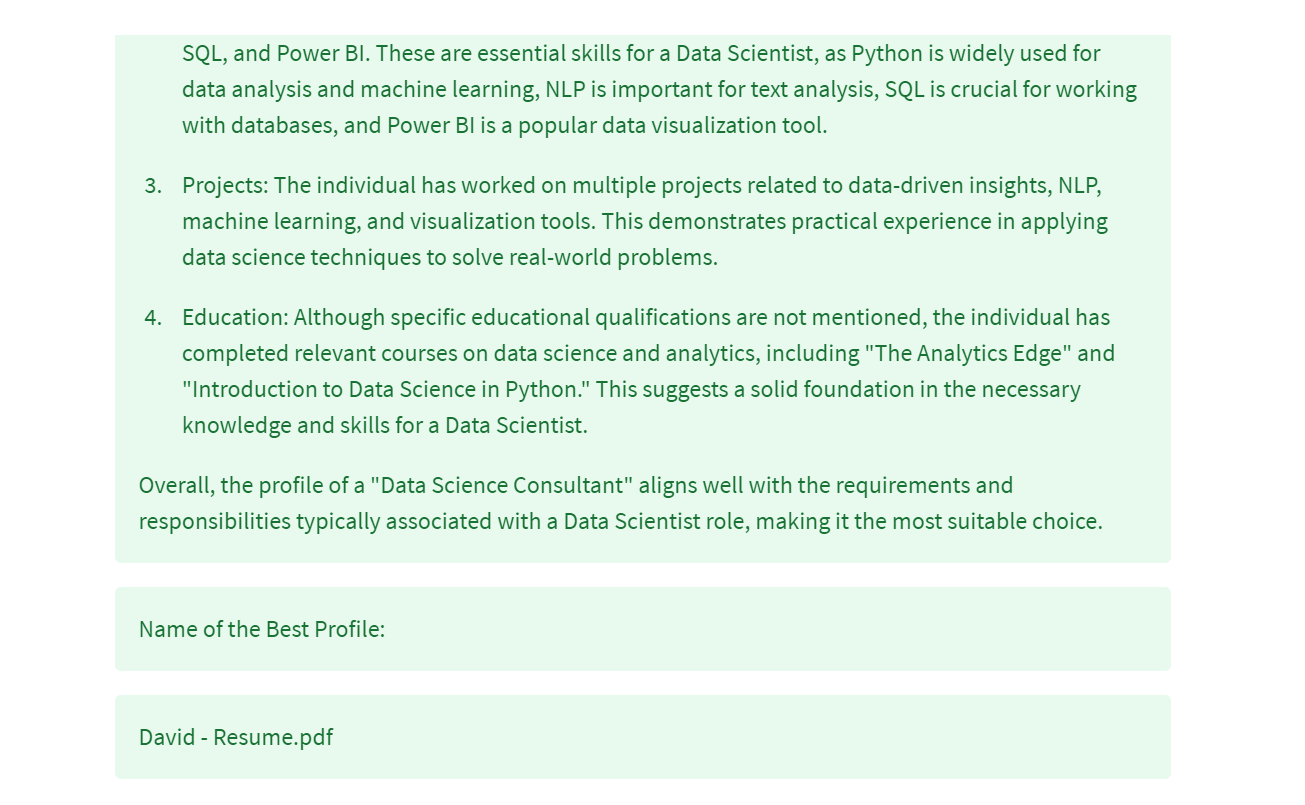 SQL, and Power BI. These are essential skills for a Data Scientist, as Python is widely used for
data analysis and machine learning, NLP is important for text analysis, SQL is crucial for working
with databases, and Power BI is a popular data visualization tool.
3. Projects: The individual has worked on multiple projects related to data-driven insights, NLP,
machine learning, and visualization tools. This demonstrates practical experience in applying
data science techniques to solve real-world problems.
4. Education: Although specific educational qualifications are not mentioned, the individual has
completed relevant courses on data science and analytics, including "The Analytics Edge" and
"Introduction to Data Science in Python." This suggests a solid foundation in the necessary
knowledge and skills for a Data Scientist.
Overall, the profile of a "Data Science Consultant" aligns well with the requirements and
responsibilities typically associated with a Data Scientist role, making it the most suitable choice.
Name of the Best Profile:
David - Resume.pdf